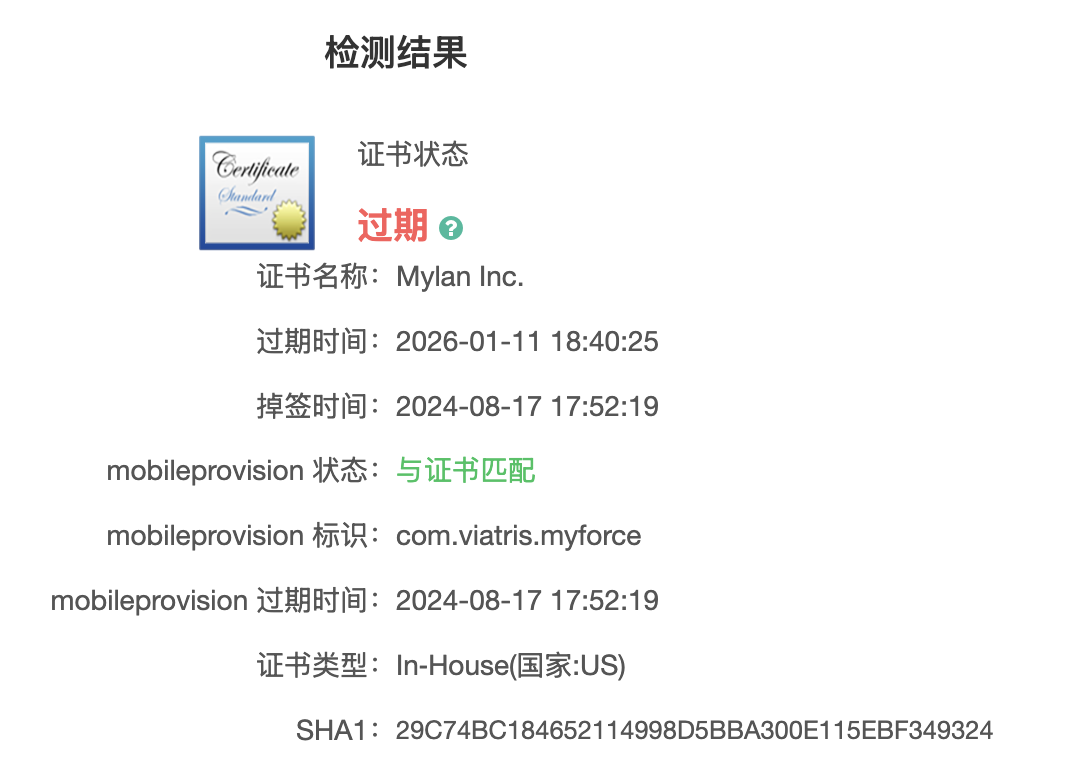 检测结果
Certificate
Standard
证书状态
过期 ?
证书名称：Mylan Inc.
过期时间：2026-01-11 18:40:25
掉签时间：2024-08-17 17:52:19
mobileprovision 状态：与证书匹配
mobileprovision 标识：com.viatris.myforce
mobileprovision 过期时间：2024-08-17 17:52:19
证书类型：In-House(国家:US)
SHA1：29C74BC184652114998D5BBA300E115EBF349324